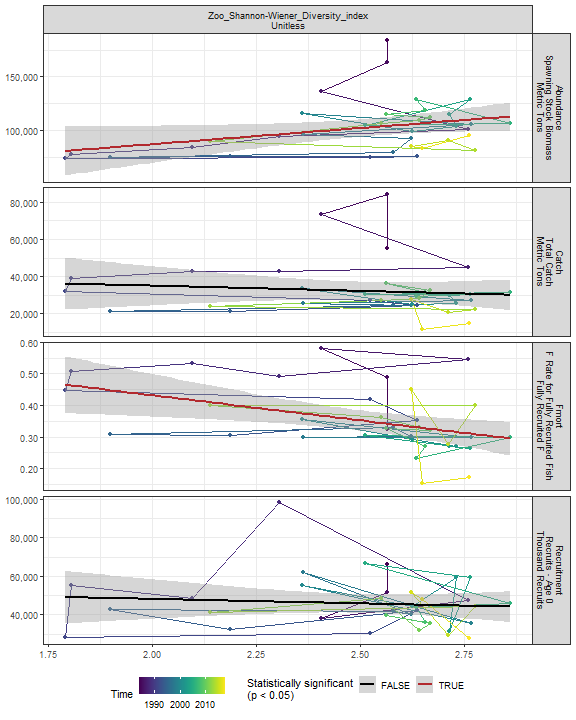 Zoo_Shannon-Wiener_Diversity_index
Unitless
150,000
100,000
Abundance
Spawning Stock Biomass
Metric Tons
80,000
60,000
40,000
20,000
Catch
Total Catch
Metric Tons
0.60
0.50
0.40
0.30
0.20
Fmort
F Rate for Fully Recruited Fish
Fully Recruited F
100,000
80,000
60,000
40,000
Recruitment
Recruits - Age 0
Thousand Recruits
1.75 2.00 2.25 2.50 2.75
Time
1990 2000 2010
Statistically significant
(p < 0.05)
FALSE TRUE